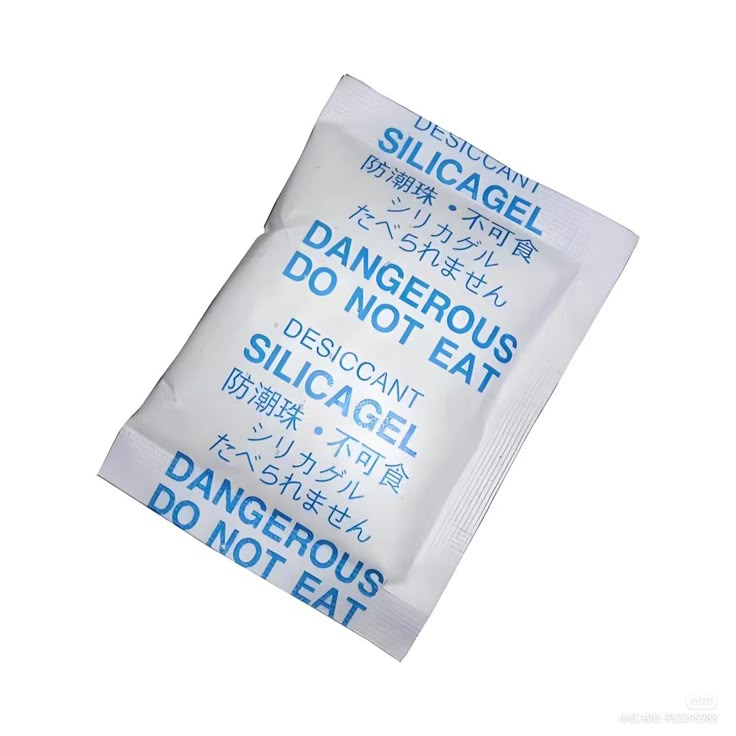 DESICCANT
SILICAGEL
防潮珠・不可食
シリカゲル
たべられません
DANGEROUS
DO NOT EAT
DESICCANT
SILICAGEL
防潮珠・不可食
シリカゲル
たべられません
DANGEROUS
DO NOT EAT